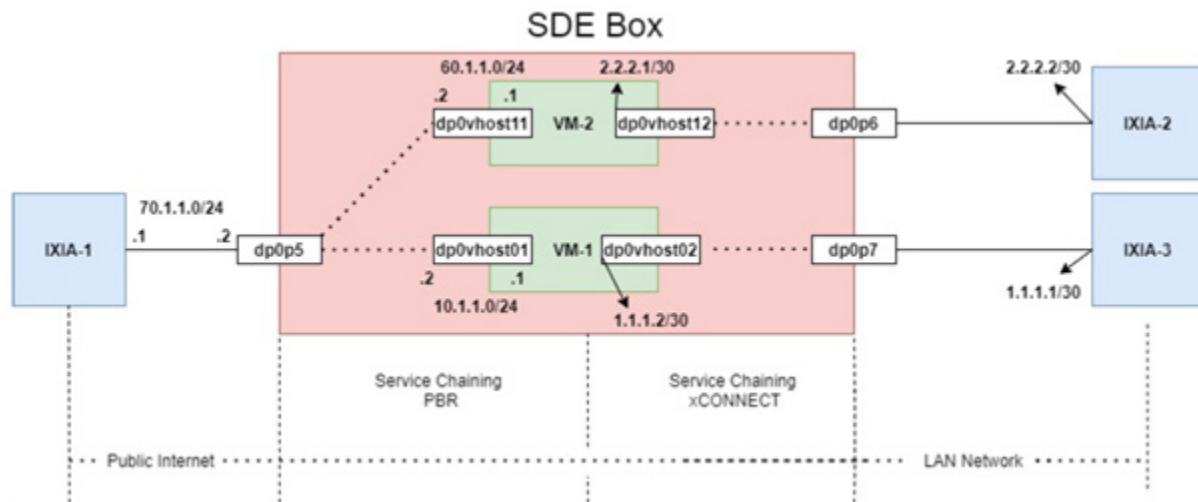 SDE Box
60.1.1.0/24
2.2.2.1/30
2.2.2.2/30
.2
.1
dp0vhost11
VM-2
dp0vhost12
dp0p6
IXIA-2
70.1.1.0/24
.1
.2
IXIA-1
dp0p5
dp0vhost01
VM-1
dp0vhost02
dp0p7
IXIA-3
.2
.1
10.1.1.0/24
1.1.1.2/30
1.1.1.1/30
Service Chaining
PBR
Service Chaining
xCONNECT
Public Internet
LAN Network